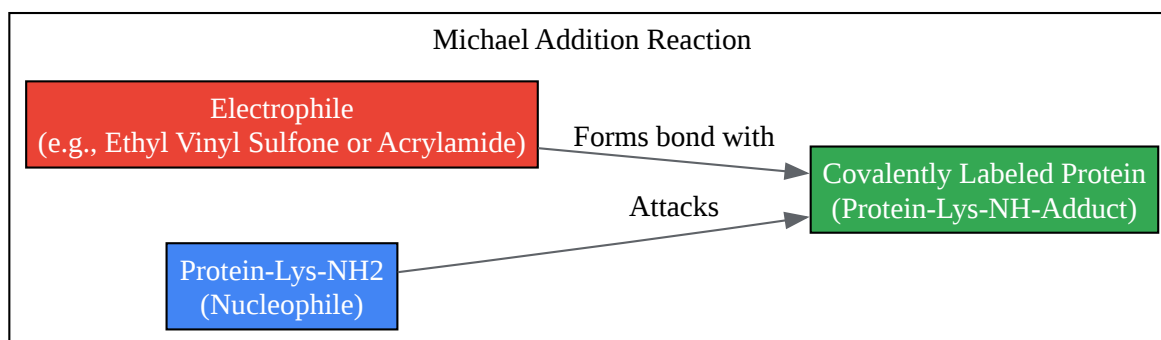 Michael Addition Reaction
Electrophile
(e.g., Ethyl Vinyl Sulfone or Acrylamide)
Forms bond with
Covalently Labeled Protein
(Protein-Lys-NH-Adduct)
Attacks
Protein-Lys-NH2
(Nucleophile)